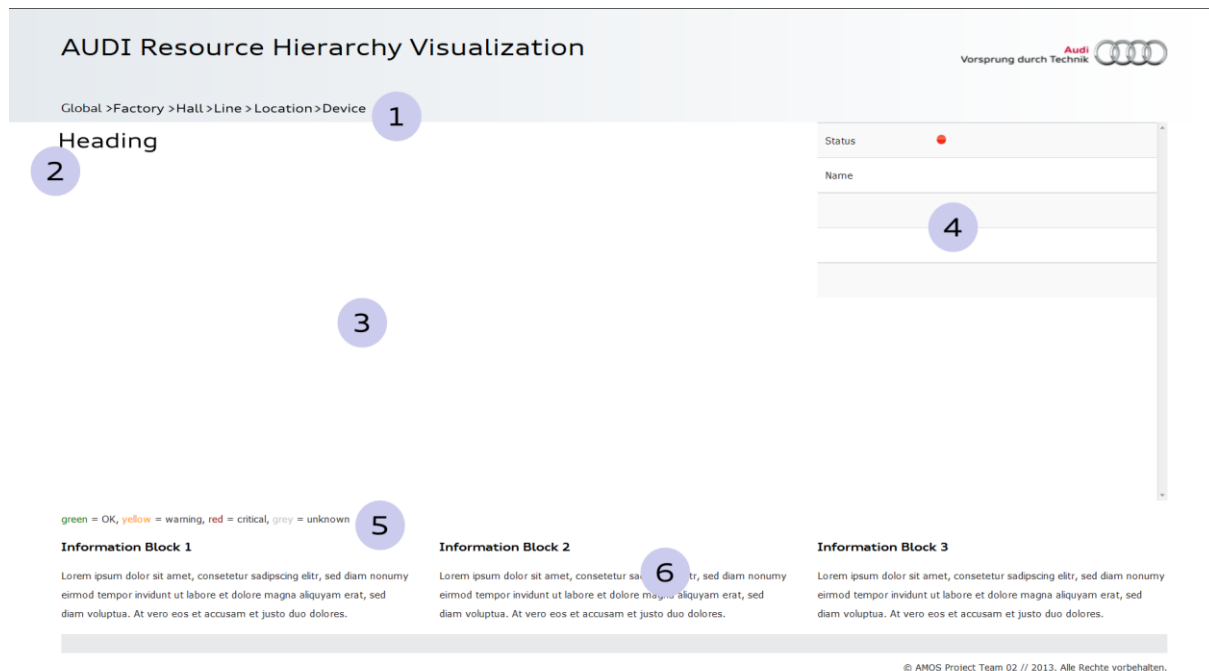 AUDI Resource Hierarchy Visualization
Audi
Vorsprung durch Technik
Global >Factory >Hall >Line >Location >Device
1
Heading
2
Status
Name
4
3
green = OK, yellow = warning, red = critical, grey = unknown
5
Information Block 1
Lorem ipsum dolor sit amet, consetetur sadipscing elitr, sed diam nonumy
eirmod tempor invidunt ut labore et dolore magna aliquyam erat, sed
diam voluptua. At vero eos et accusam et justo duo dolores.
Information Block 2
Lorem ipsum dolor sit amet, consetetur sa tr, sed diam nonumy
eirmod tempor invidunt ut labore et dolore magna aliquyam erat, sed
diam voluptua. At vero eos et accusam et justo duo dolores.
6
Information Block 3
Lorem ipsum dolor sit amet, consetetur sadipscing elitr, sed diam nonumy
eirmod tempor invidunt ut labore et dolore magna aliquyam erat, sed
diam voluptua. At vero eos et accusam et justo duo dolores.
© AMOS Project Team 02 // 2013. Alle Rechte vorbehalten.